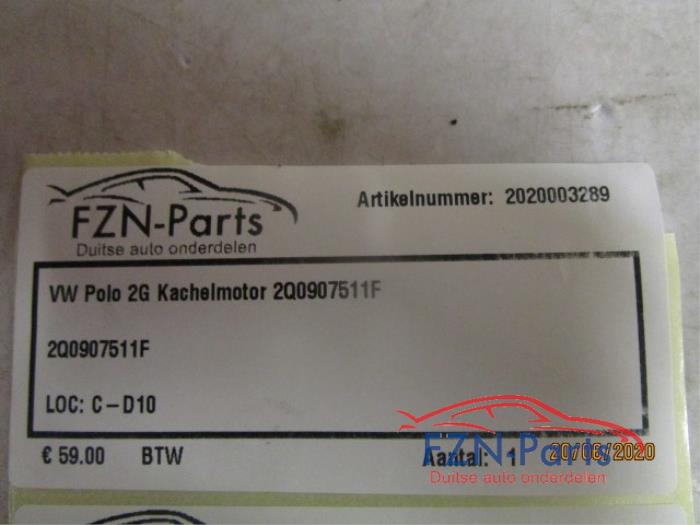 FZN-Parts
Duitse auto onderdelen
Artikelnummer: 2020003289
VW Polo 2G Kachelmotor 2Q0907511F
2Q0907511F
LOC: C-D10
€ 59.00 BTW Aantal: 1
20/08/2020
FZN-Parts
Duitse auto onderdelen